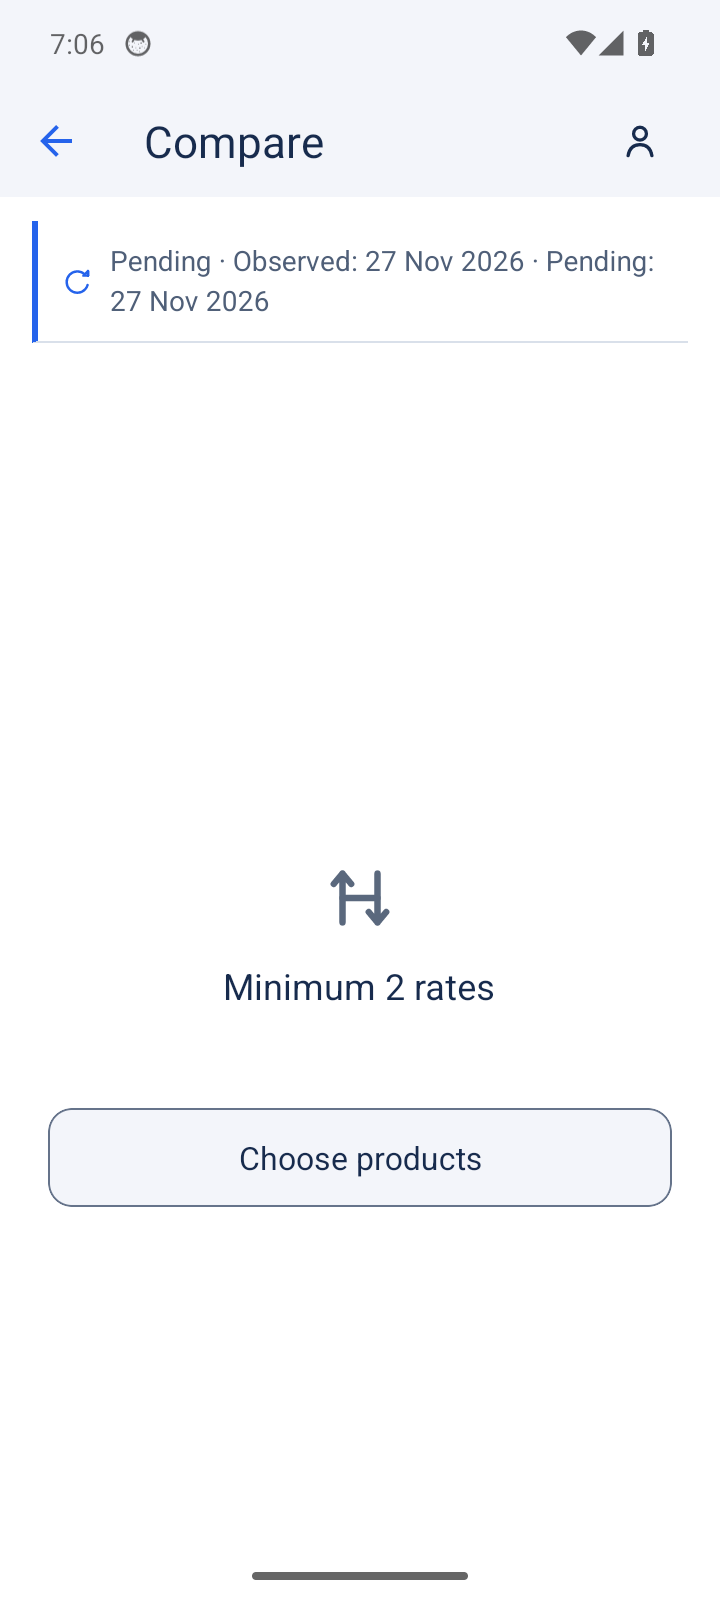 7:06
Compare
Pending · Observed: 27 Nov 2026 · Pending:
27 Nov 2026
Minimum 2 rates
Choose products